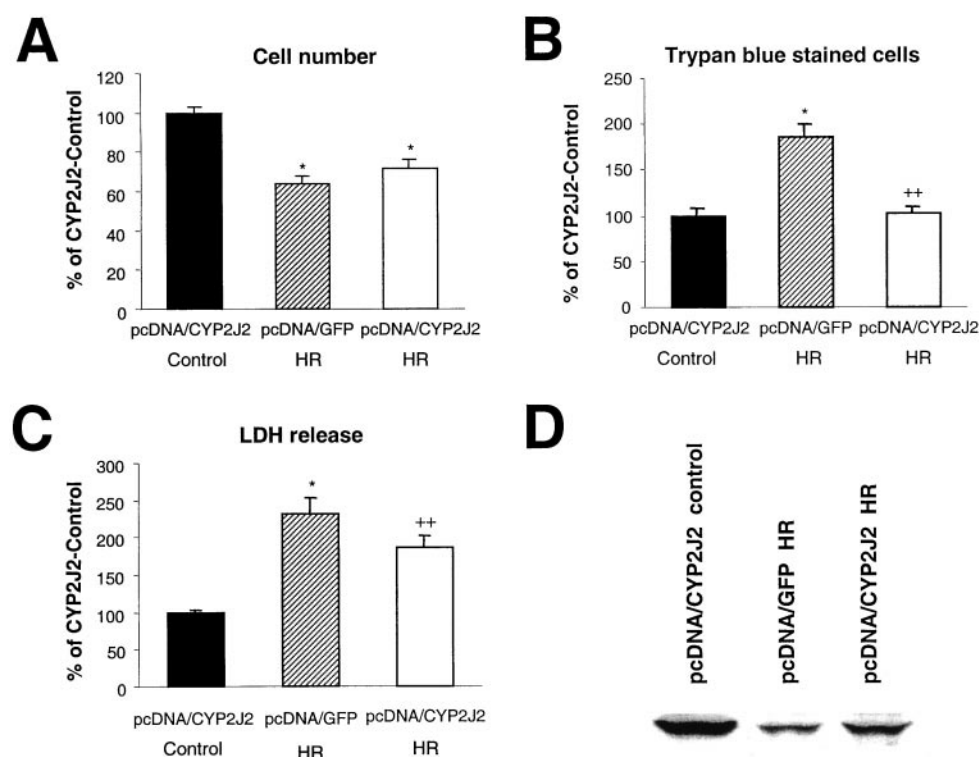 A
Cell number
% of CYP2J2-Control
120
100
80
60
40
20
0
*
*
pcDNA/CYP2J2 pcDNA/GFP pcDNA/CYP2J2
Control HR HR
B
Trypan blue stained cells
% of CYP2J2-Control
250
200
150
100
50
0
*
++
pcDNA/CYP2J2 pcDNA/GFP pcDNA/CYP2J2
Control HR HR
C
LDH release
% of CYP2J2-Control
300
250
200
150
100
50
0
*
++
pcDNA/CYP2J2 pcDNA/GFP pcDNA/CYP2J2
Control HR HR
D
pcDNA/CYP2J2 control
pcDNA/GFP HR
pcDNA/CYP2J2 HR